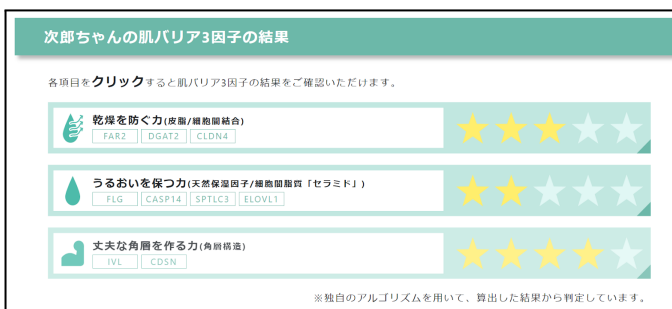 次郎ちゃんの肌バリア3因子の結果
各項目をクリックすると肌バリア3因子の結果をご確認いただけます。
乾燥を防ぐ力(皮脂/細胞間結合)
FAR2 DGAT2 CLDN4
うるおいを保つ力(天然保湿因子/細胞間脂質「セラミド」)
FLG CASP14 SPTLC3 ELOVL1
丈夫な角層を作る力(角層構造)
IVL CDSN
※独自のアルゴリズムを用いて、算出した結果から判定しています。